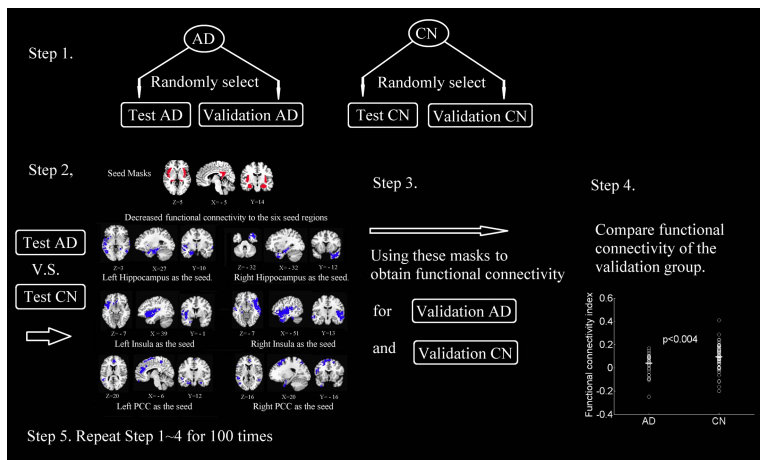 Step 1.
AD
Randomly select
Test AD
Validation AD
CN
Randomly select
Test CN
Validation CN
Step 2,
Seed Masks
Z=5
X= - 5
Y=14
Decreased functional connectivity to the six seed regions
Test AD
V.S.
Test CN
Z=3
X=27
Y=10
Left Hippocampus as the seed.
Z= - 32
X= - 32
Y= - 12
Right Hippocampus as the seed.
Z= - 7
X= - 39
Y= - 1
Left Insula as the seed
Z= - 7
X= - 51
Y=13
Right Insula as the seed
Z=20
X= - 6
Y=12
Left PCC as the seed
Z=16
X= - 40
Y= - 16
Right PCC as the seed
Step 3.
Using these masks to
obtain functional connectivity
for
Validation AD
and
Validation CN
Step 4.
Compare functional
connectivity of the
validation group.
Functional connectivity index
0.6
0.4
0.2
0
-0.2
-0.4
p<0.004
AD
CN
Step 5. Repeat Step 1~4 for 100 times